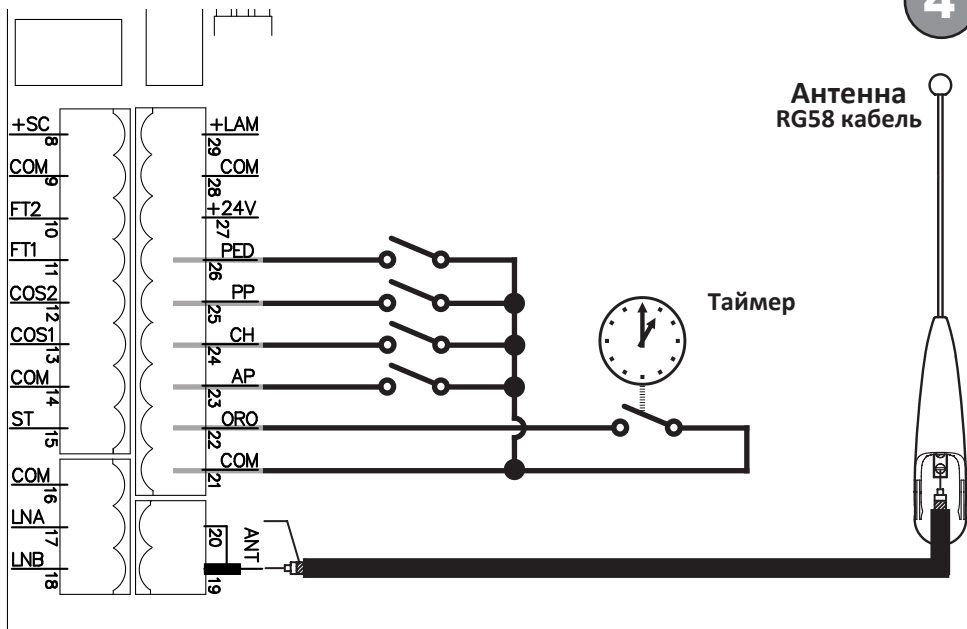 4
Антенна
RG58 кабель
+SC
8
COM
9
FT2
10
FT1
11
COS2
12
COS1
13
COM
14
ST
15
COM
16
LNA
17
LNB
18
+LAM
29
COM
28
+24V
27
PED
26
PP
25
CH
24
AP
23
ORO
22
COM
21
20
ANT
19
Таймер